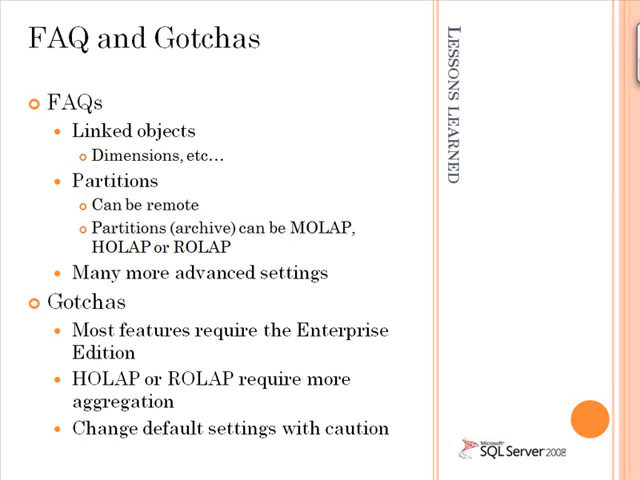 FAQ and Gotchas
FAQs
Linked objects
Dimensions, etc…
Partitions
Can be remote
Partitions (archive) can be MOLAP,
HOLAP or ROLAP
Many more advanced settings
Gotchas
Most features require the Enterprise
Edition
HOLAP or ROLAP require more
aggregation
Change default settings with caution
LESSONS LEARNED
Microsoft
SQL Server 2008